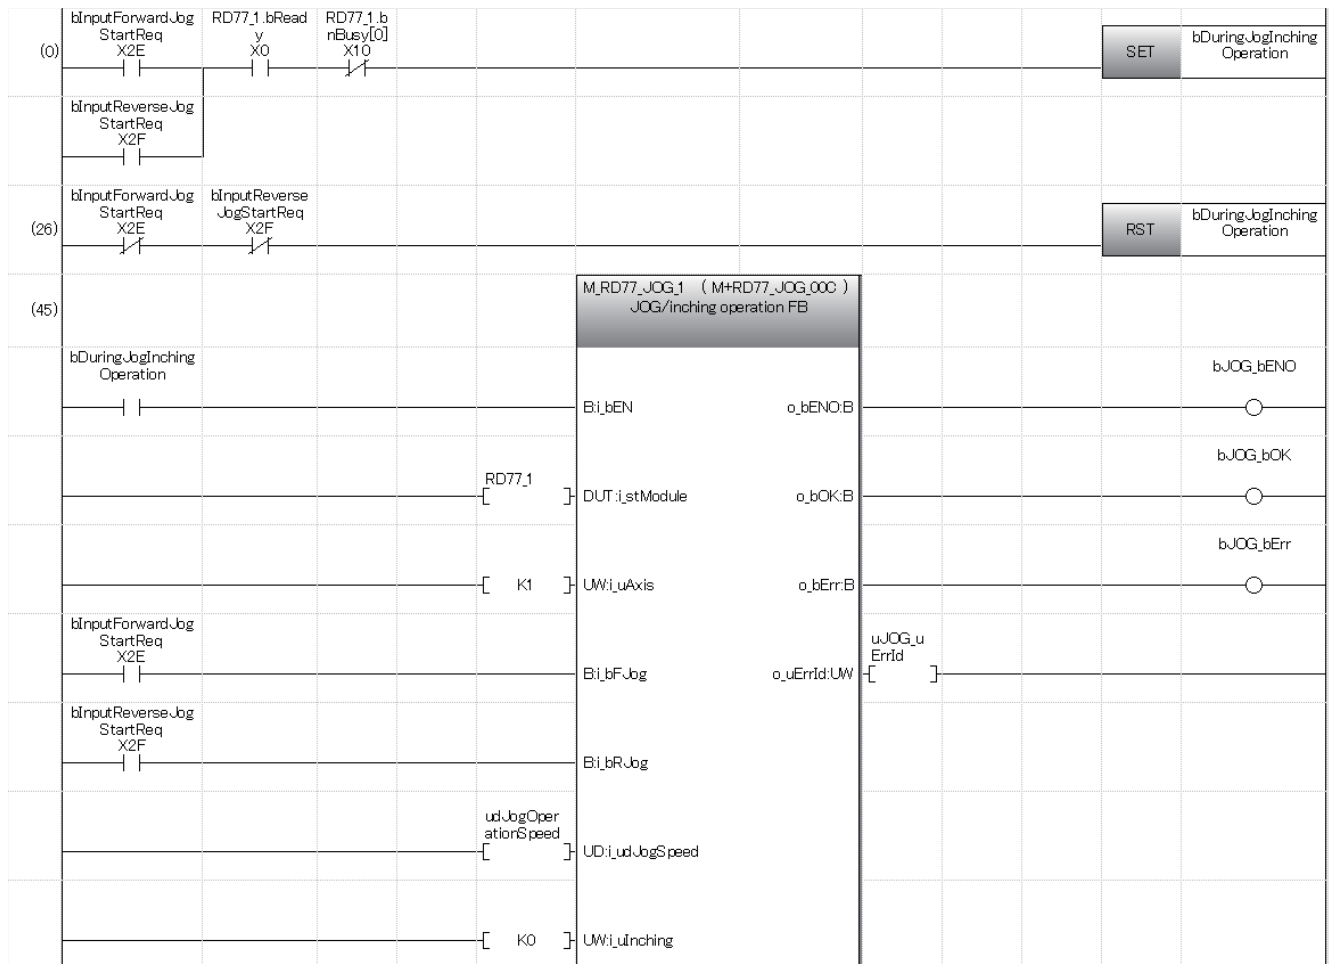 bInputForwardJog
StartReq
X2E
RD77_1.bRead
y
X0
RD77_1.b
nBusy[0]
X10
(0)
SET
bDuringJogInching
Operation
bInputReverseJog
StartReq
X2F
bInputForwardJog
StartReq
X2E
bInputReverse
JogStartReq
X2F
(26)
RST
bDuringJogInching
Operation
(45)
M_RD77_JOG_1 ( M+RD77_JOG_00C )
JOG/inching operation FB
bDuringJogInching
Operation
B:i_bEN
o_bENO:B
bJOG_bENO
RD77_1
DUT:i_stModule
o_bOK:B
bJOG_bOK
K1
UW:i_uAxis
o_bErr:B
bJOG_bErr
bInputForwardJog
StartReq
X2E
B:i_bFJog
o_uErrId:UW
uJOG_u
ErrId
bInputReverseJog
StartReq
X2F
B:i_bRJog
udJogOper
ationSpeed
UD:i_udJogSpeed
K0
UW:i_uInching